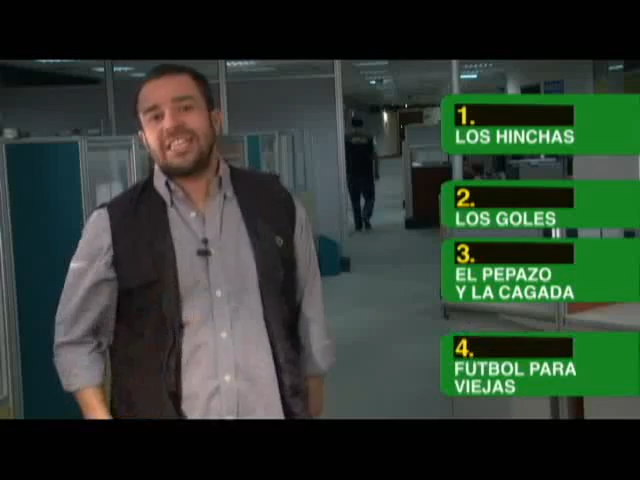 1.
LOS HINCHAS
2.
LOS GOLES
3.
EL PEPAZO
Y LA CAGADA
4.
FUTBOL PARA
VIEJAS